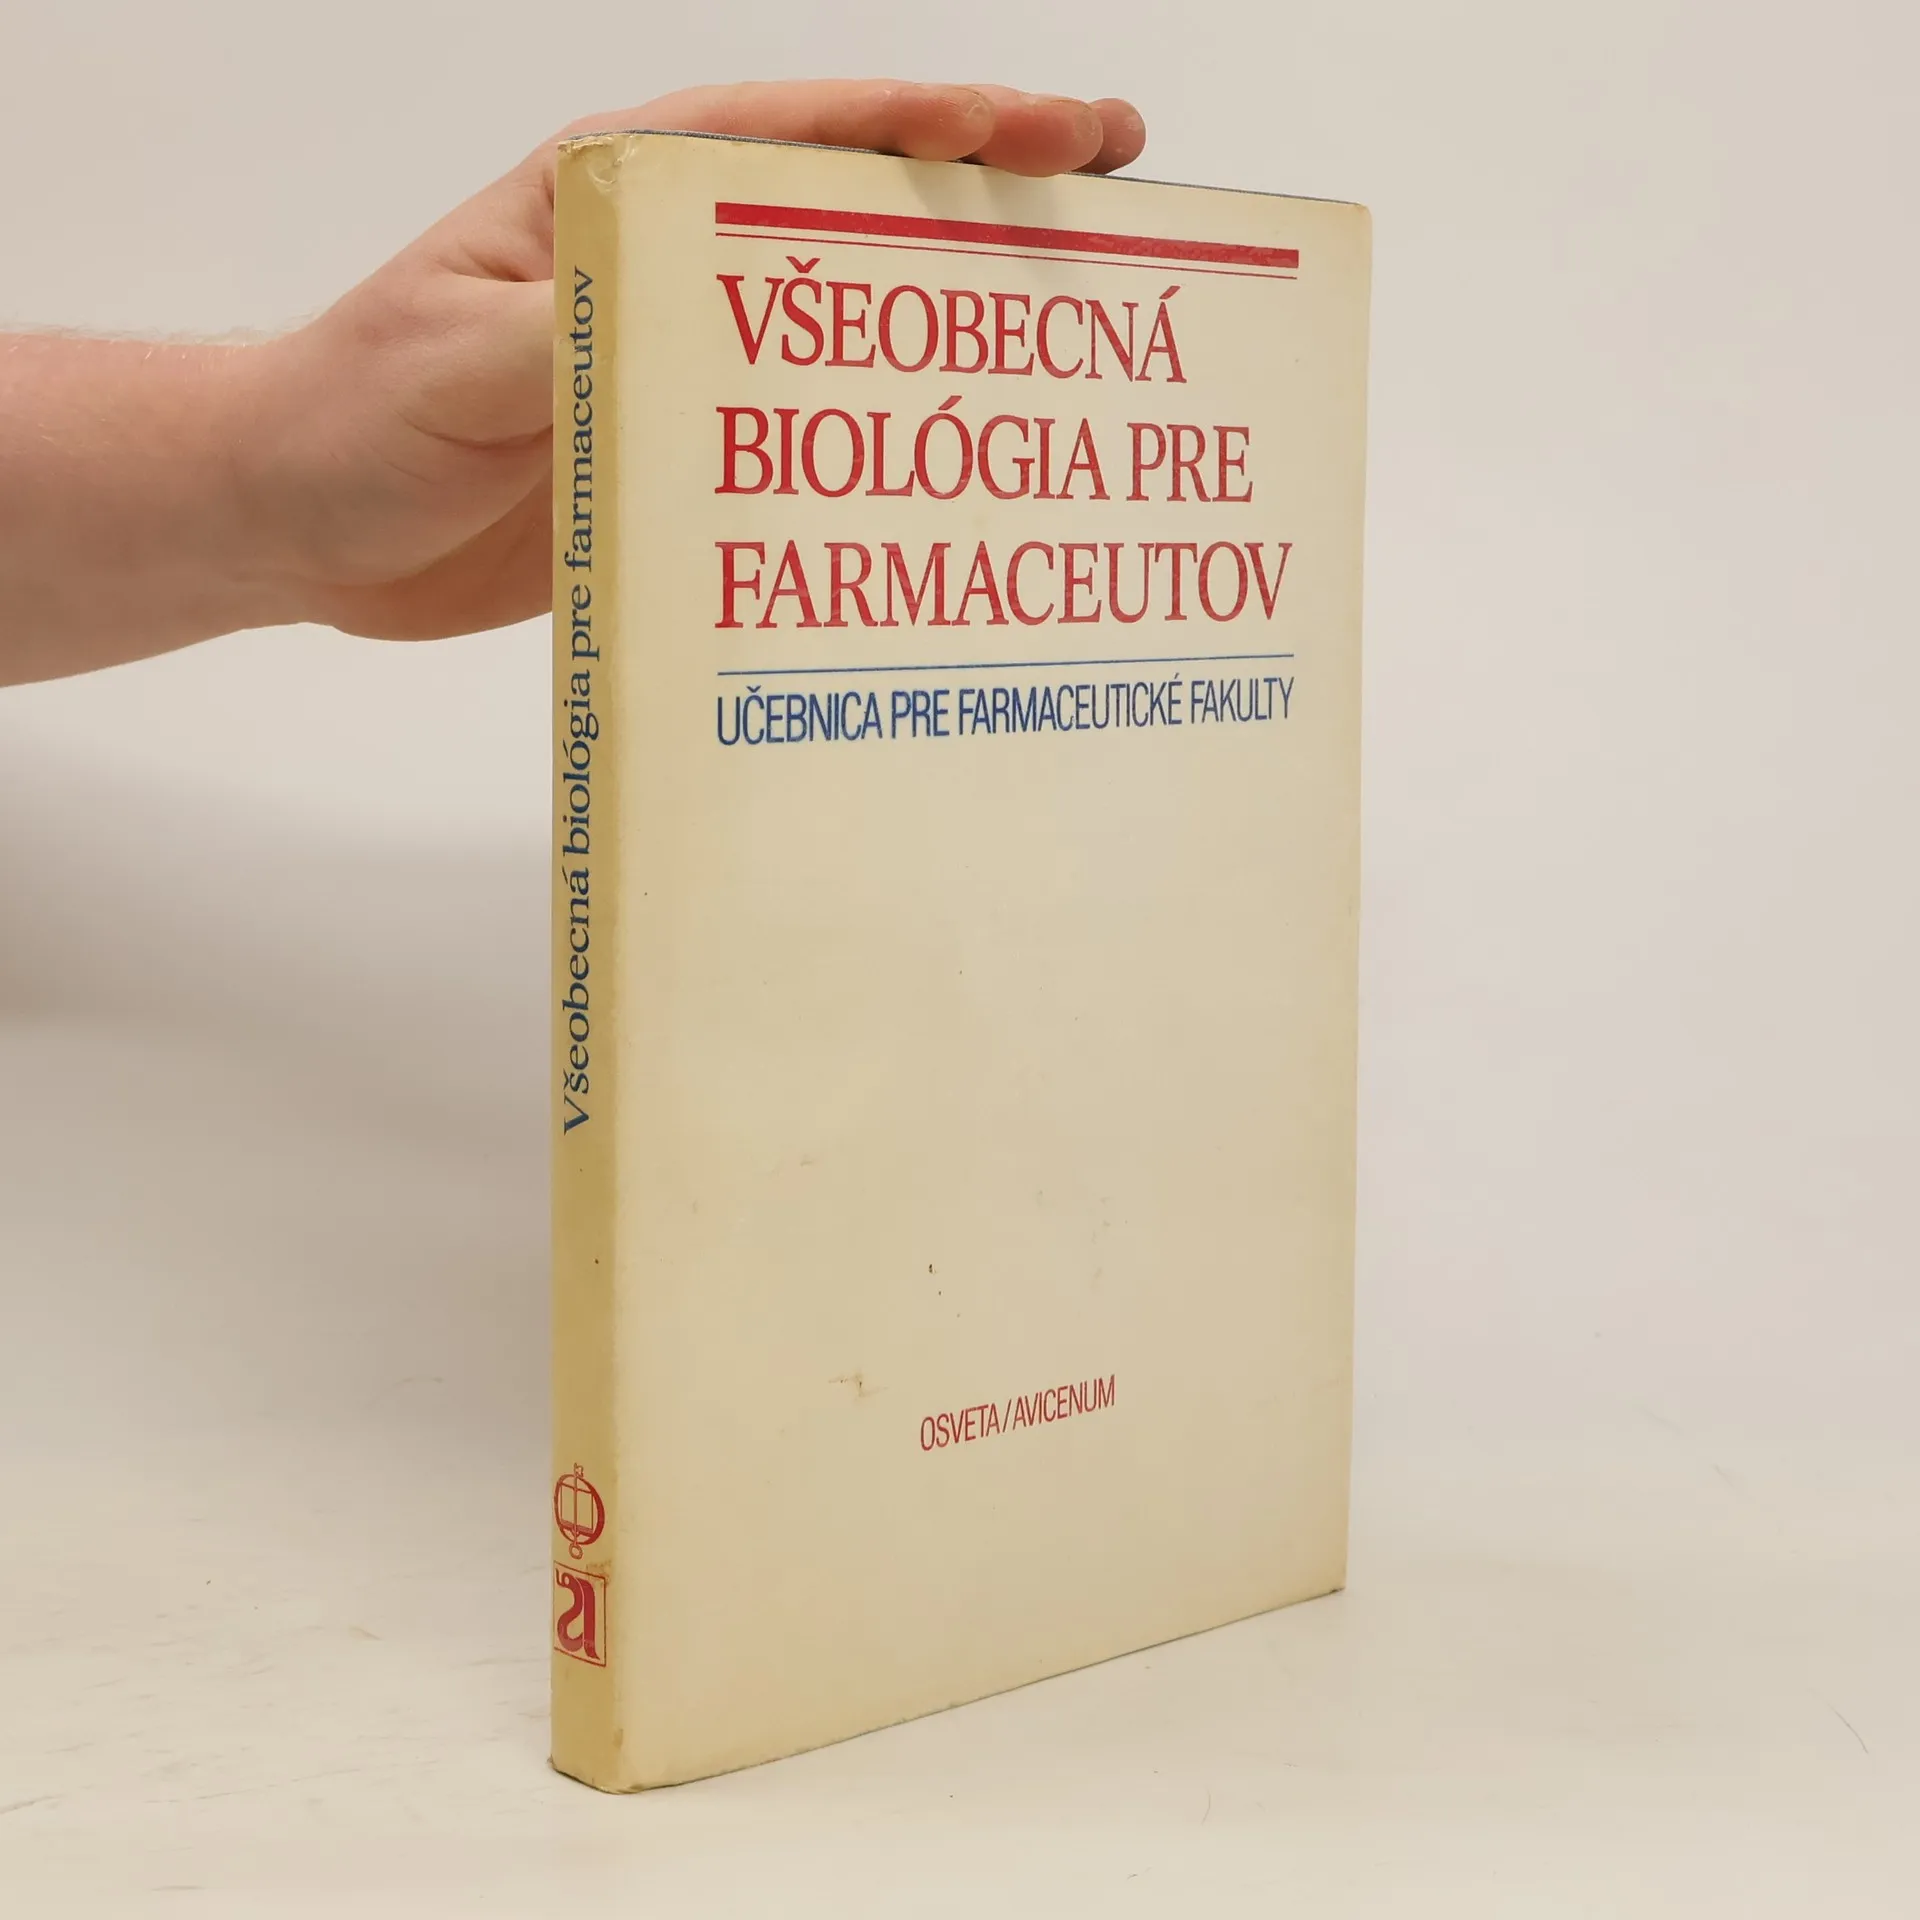 VŠEOBECNÁ
BIOLÓGIA PRE
FARMACEUTOV
UČEBNICA PRE FARMACEUTICKÉ FAKULTY
OSVETA/AVICENUM
Všeobecná biológia pre farmaceutov
a